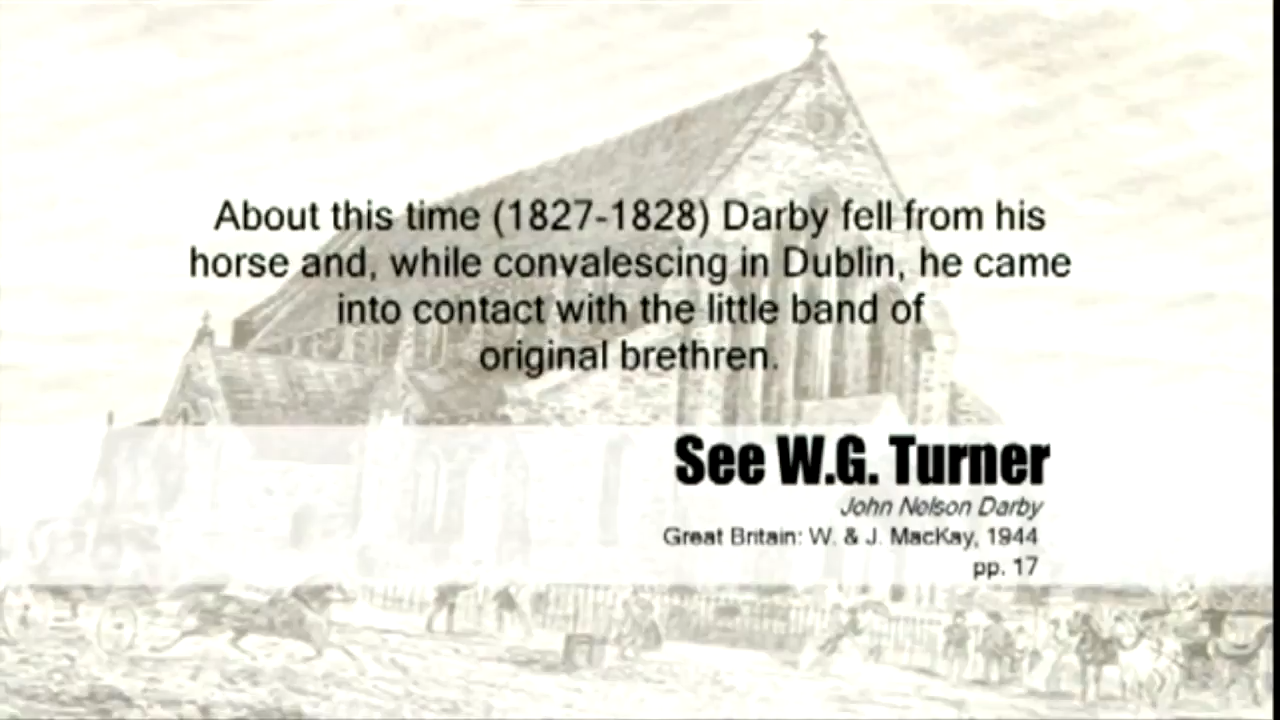 About this time (1827-1828) Darby fell from his
horse and, while convalescing in Dublin, he came
into contact with the little band of
original brethren.
See W.G. Turner
John Nelson Darby
Great Britain: W. & J. MacKay, 1944
pp. 17